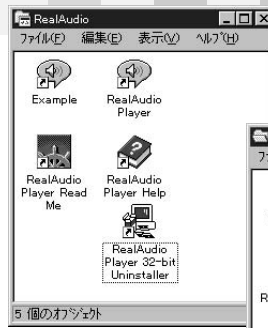 RealAudio
ﾌｧｲﾙ(F) 編集(E) 表示(V) ﾍﾙﾌﾟ(H)
Example
RealAudio
Player
RealAudio
Player Read
Me
RealAudio
Player Help
RealAudio
Player 32-bit
Uninstaller
5 個のｵﾌﾞｼﾞｪｸﾄ